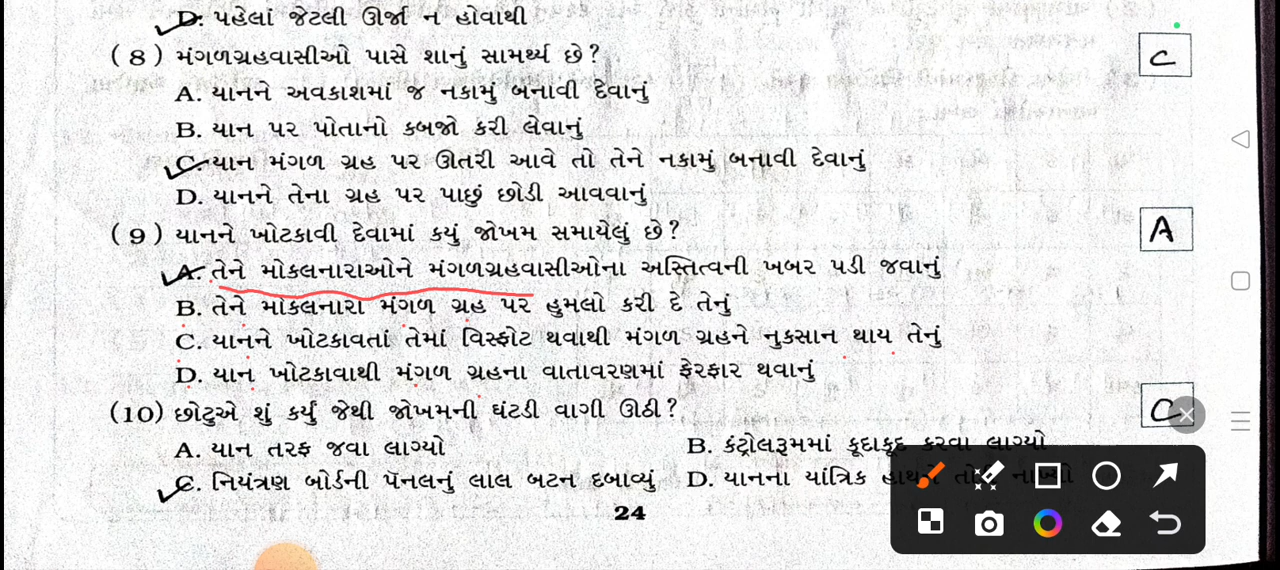 D. પહેલાં જેટલી ઊર્જા ન હોવાથી
(8) મંગળગ્રહવાસીઓ પાસે શાનું સામર્થ્ય છે? C
A. યાનને અવકાશમાં જ નકામું બનાવી દેવાનું
B. યાન પર પોતાનો કબજો કરી લેવાનું
C. યાન મંગળ ગ્રહ પર ઊતરી આવે તો તેને નકામું બનાવી દેવાનું
D. યાનને તેના ગ્રહ પર પાછું છોડી આવવાનું
(9) યાનને ખોટકાવી દેવામાં કયું જોખમ સમાયેલું છે? A
A. તેને મોકલનારાઓને મંગળગ્રહવાસીઓના અસ્તિત્વની ખબર પડી જવાનું
B. તેને મોકલનારા મંગળ ગ્રહ પર હુમલો કરી દે તેનું
C. યાનને ખોટકાવતાં તેમાં વિસ્ફોટ થવાથી મંગળ ગ્રહને નુકસાન થાય તેનું
D. યાન ખોટકાવાથી મંગળ ગ્રહના વાતાવરણમાં ફેરફાર થવાનું
(10) છોટુએ શું કર્યું જેથી જોખમની ઘંટડી વાગી ઊઠી? C
A. યાન તરફ જવા લાગ્યો B. કંટ્રોલરૂમમાં કૂદાકૂદ કરવા લાગ્યો
C. નિયંત્રણ બોર્ડની પૅનલનું લાલ બટન દબાવ્યું D. યાનના યાંત્રિક હાથને તોડી નાખ્યો
24